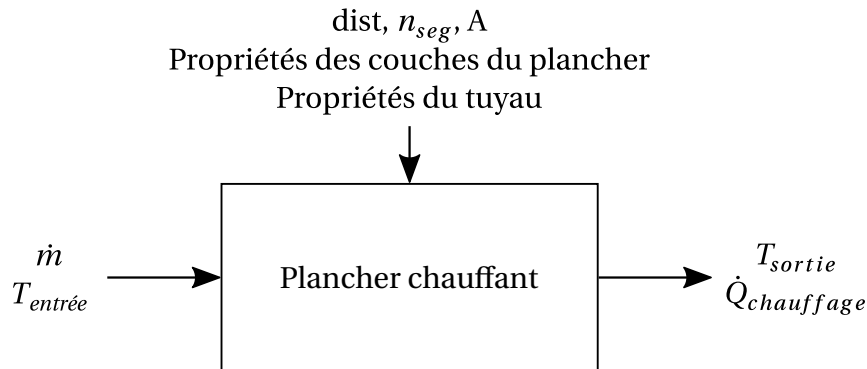 dist, n_seg, A
Propriétés des couches du plancher
Propriétés du tuyau
ṁ
T_entrée
Plancher chauffant
T_sortie
Q̇_chauffage